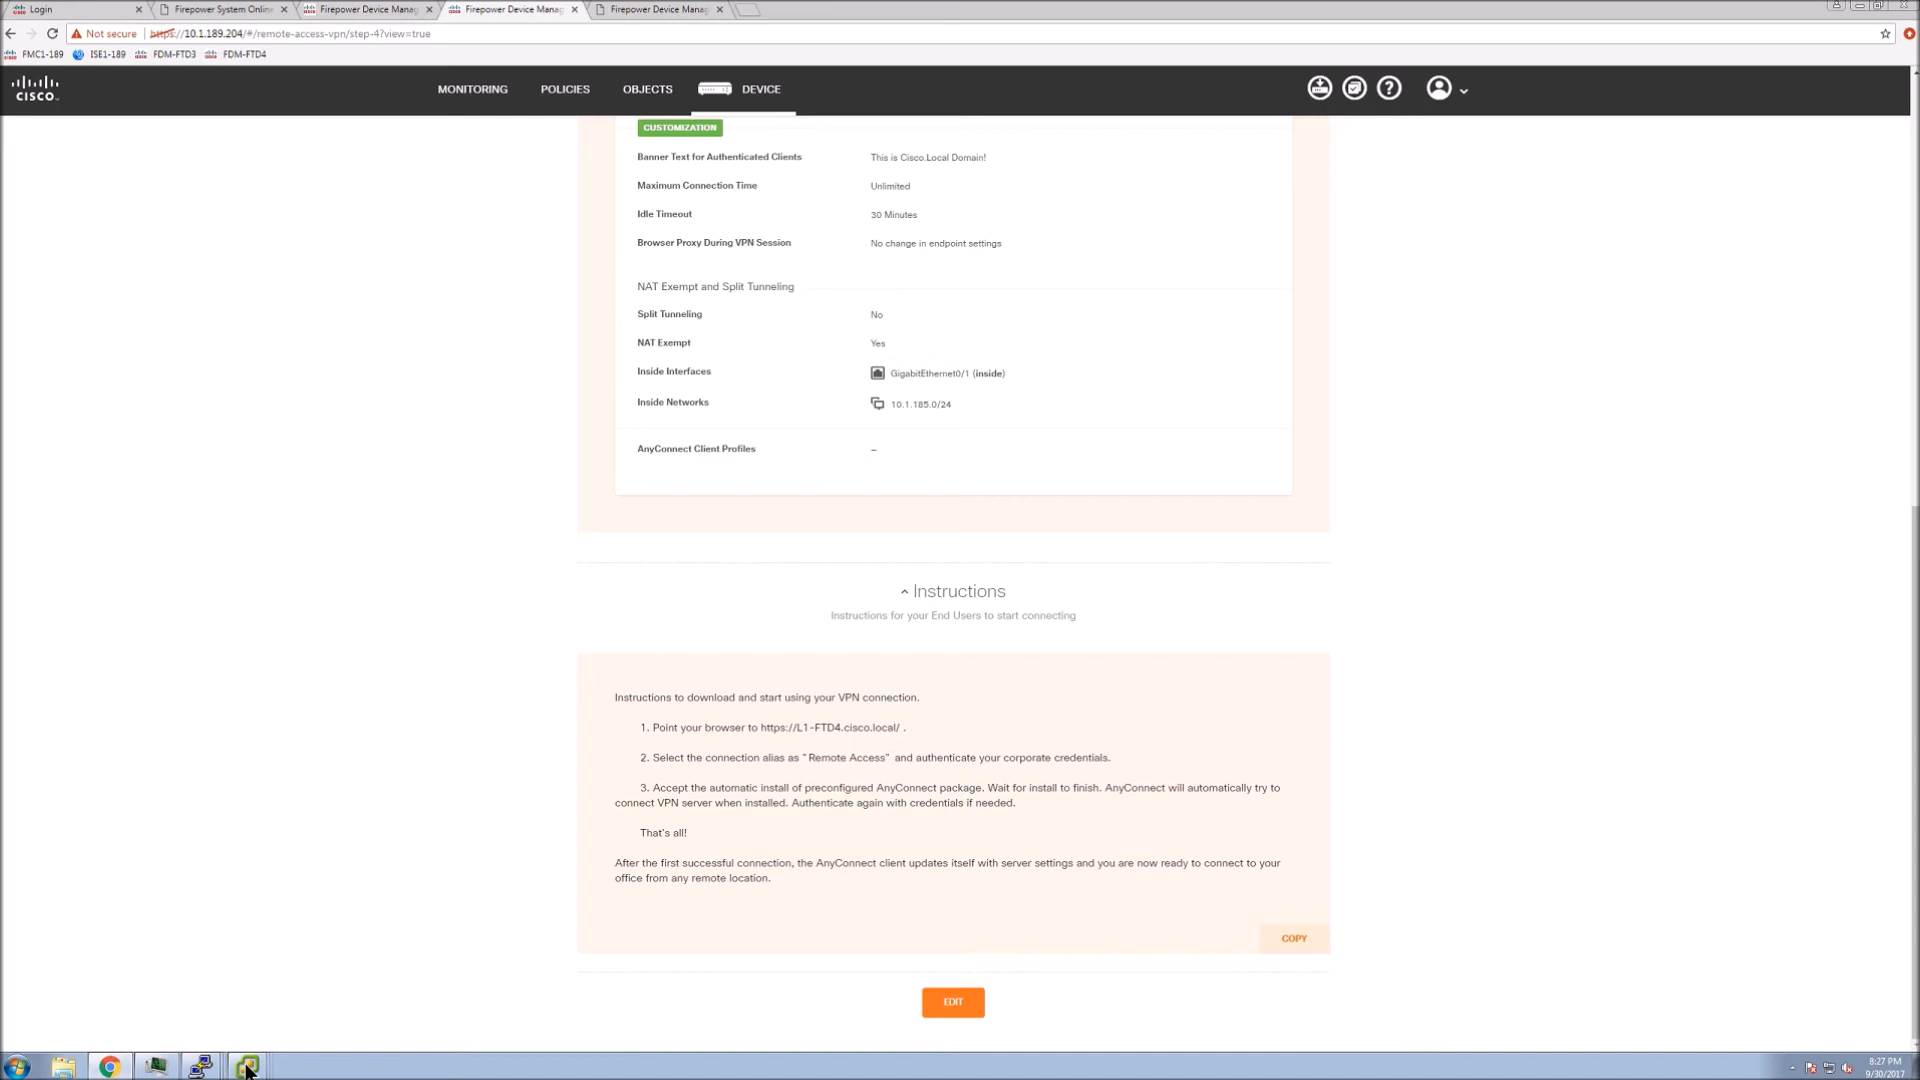 Login
Firepower System Onlin
Firepower Device Manag
Firepower Device Manag
Firepower Device Manag
Not secure
https://10.1.189.204/#/remote-access-vpn/step-4?view=true
FMC1-189
ISE1-189
FDM-FTD3
FDM-FTD4
CISCO
MONITORING
POLICIES
OBJECTS
DEVICE
?
CUSTOMIZATION
Banner Text for Authenticated Clients
This is Cisco.Local Domain!
Maximum Connection Time
Unlimited
Idle Timeout
30 Minutes
Browser Proxy During VPN Session
No change in endpoint settings
NAT Exempt and Split Tunneling
Split Tunneling
No
NAT Exempt
Yes
Inside Interfaces
GigabitEthernet0/1 (inside)
Inside Networks
10.1.185.0/24
AnyConnect Client Profiles
–
Instructions
Instructions for your End Users to start connecting
Instructions to download and start using your VPN connection.
1. Point your browser to https://L1-FTD4.cisco.local/ .
2. Select the connection alias as "Remote Access" and authenticate your corporate credentials.
3. Accept the automatic install of preconfigured AnyConnect package. Wait for install to finish. AnyConnect will automatically try to
connect VPN server when installed. Authenticate again with credentials if needed.
That's all!
After the first successful connection, the AnyConnect client updates itself with server settings and you are now ready to connect to your
office from any remote location.
COPY
EDIT
8:27 PM
9/30/2017